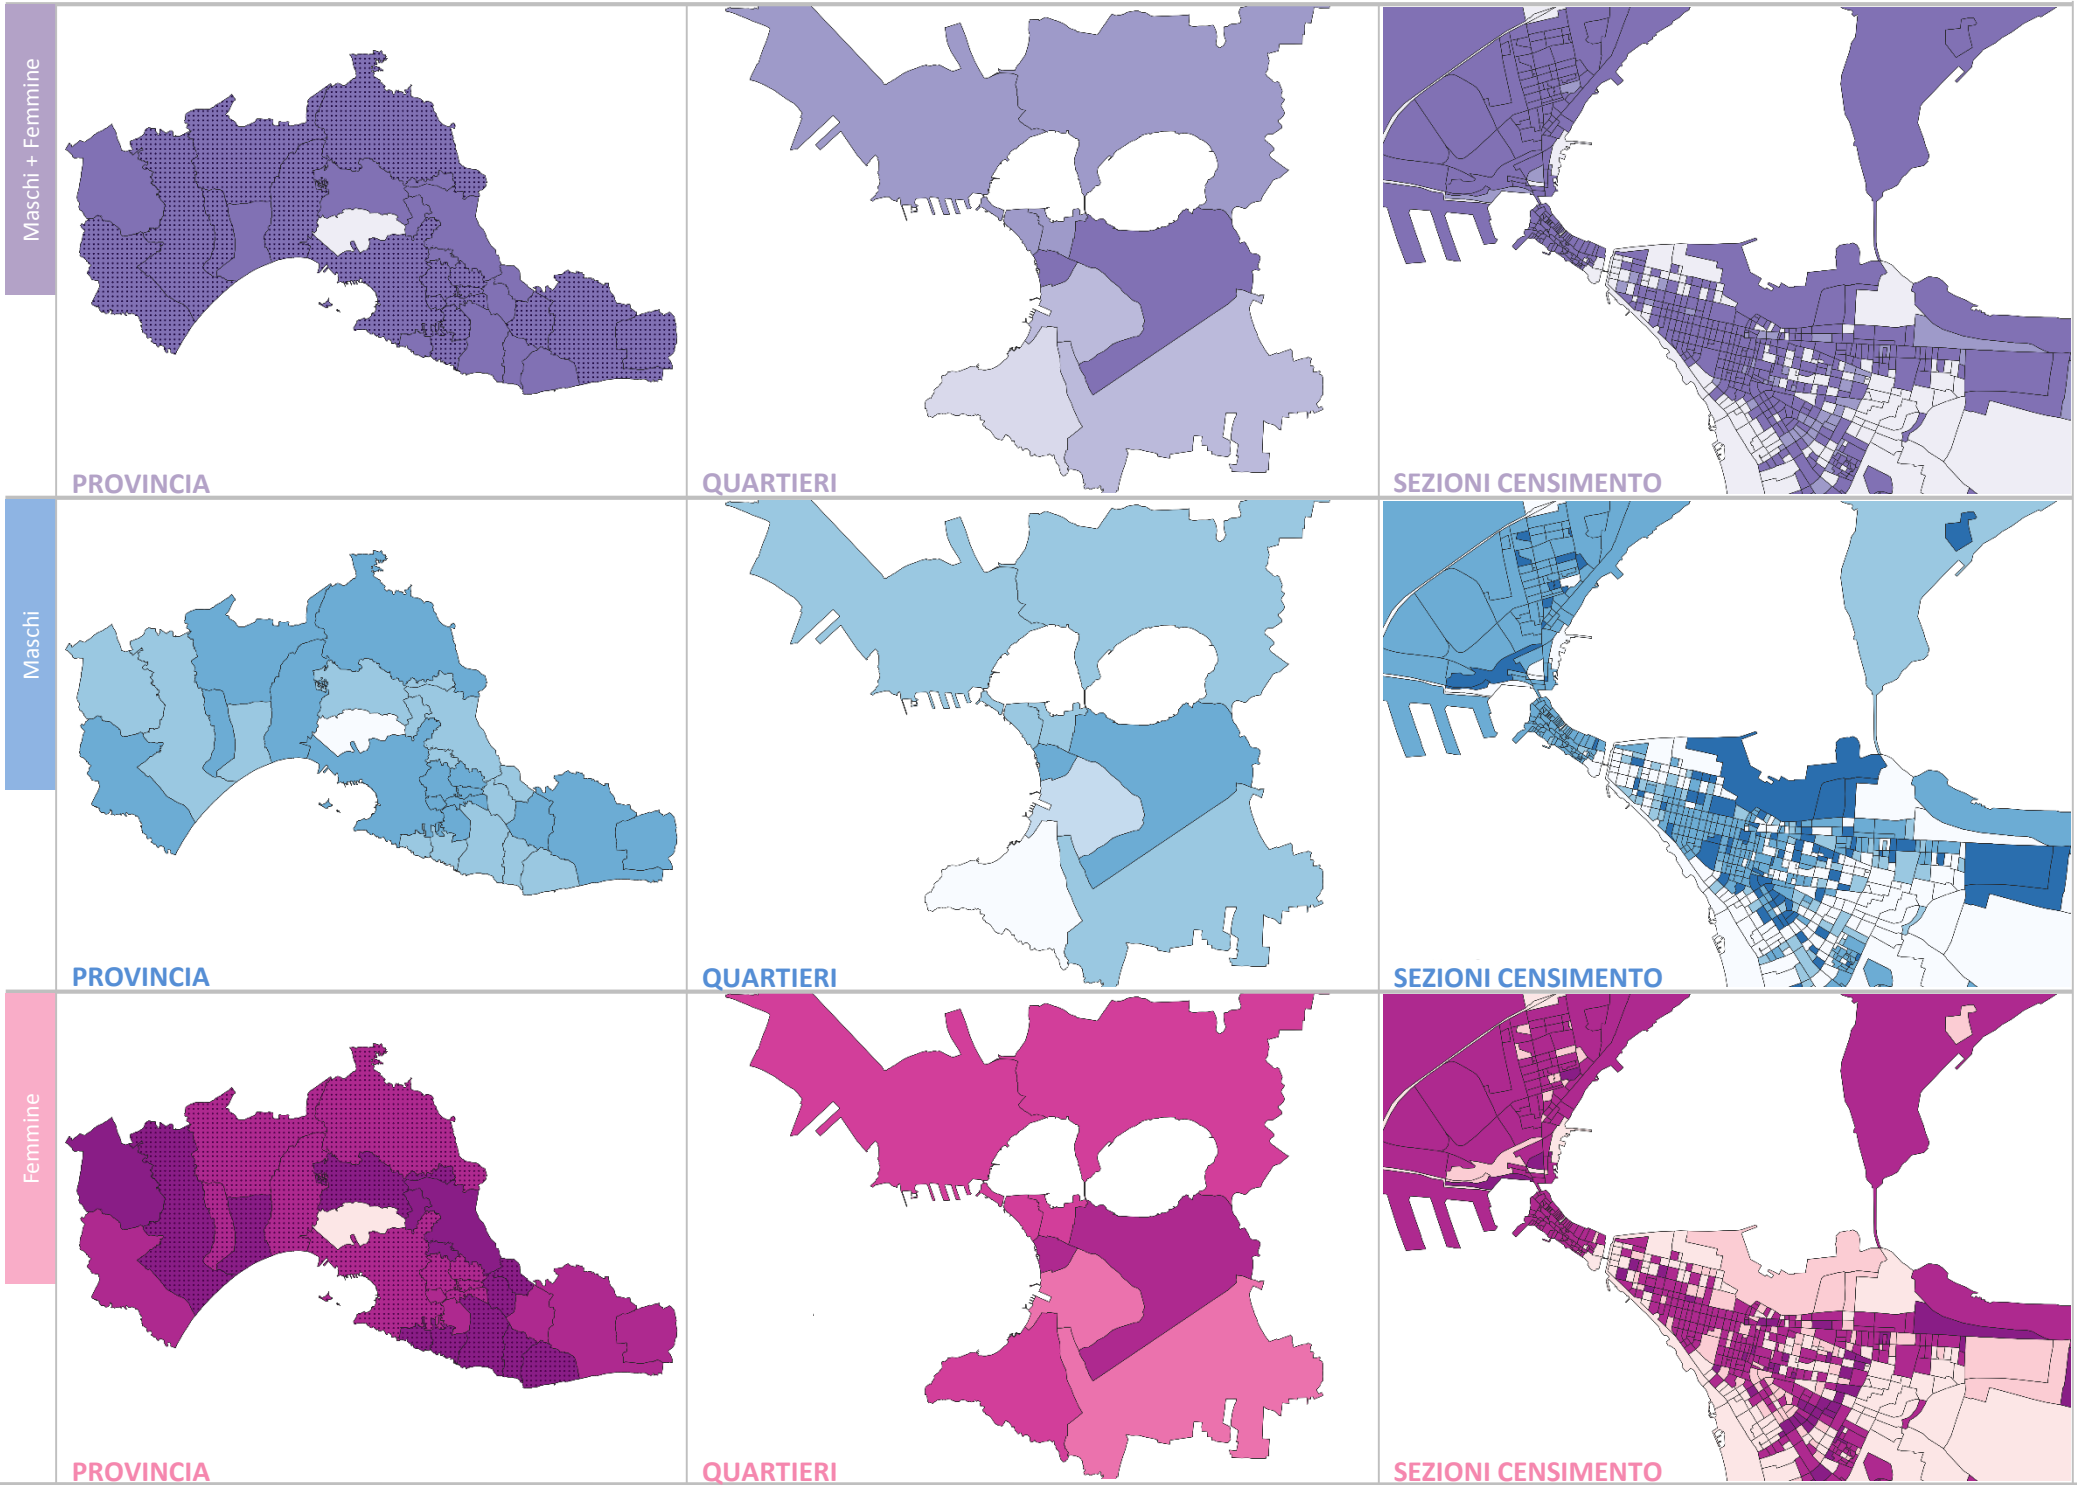 Maschi + Femmine
PROVINCIA
QUARTIERI
SEZIONI CENSIMENTO
Maschi
PROVINCIA
QUARTIERI
SEZIONI CENSIMENTO
Femmine
PROVINCIA
QUARTIERI
SEZIONI CENSIMENTO